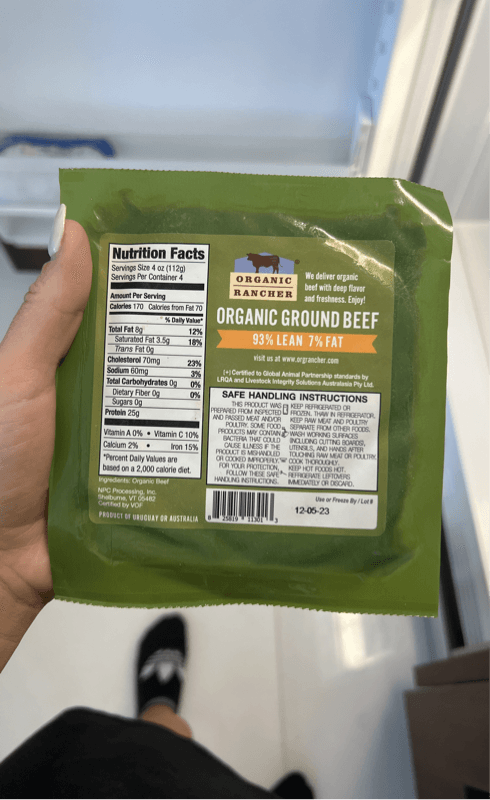 Nutrition Facts
Servings Size 4 oz (112g)
Servings Per Container 4
Amount Per Serving
Calories 170 Calories from Fat 70
% Daily Value*
Total Fat 8g 12%
Saturated Fat 3.5g 18%
Trans Fat 0g
Cholesterol 70mg 23%
Sodium 60mg 3%
Total Carbohydrates 0g 0%
Dietary Fiber 0g 0%
Sugars 0g
Protein 25g
Vitamin A 0% • Vitamin C 10%
Calcium 2% • Iron 15%
*Percent Daily Values are
based on a 2,000 calorie diet.
Ingredients: Organic Beef
NPC Processing, Inc.
Shelburne, VT 05482
Certified by VOF
PRODUCT OF URUGUAY OR AUSTRALIA
ORGANIC
RANCHER
We deliver organic
beef with deep flavor
and freshness. Enjoy!
ORGANIC GROUND BEEF
93% LEAN 7% FAT
visit us at www.orgrancher.com
(+) Certified to Global Animal Partnership standards by
LRQA and Livestock Integrity Solutions Australasia Pty Ltd.
SAFE HANDLING INSTRUCTIONS
THIS PRODUCT WAS
PREPARED FROM INSPECTED
AND PASSED MEAT AND/OR
POULTRY. SOME FOOD
PRODUCTS MAY CONTAIN
BACTERIA THAT COULD
CAUSE ILLNESS IF THE
PRODUCT IS MISHANDLED
OR COOKED IMPROPERLY.
FOR YOUR PROTECTION,
FOLLOW THESE SAFE
HANDLING INSTRUCTIONS.
KEEP REFRIGERATED OR
FROZEN. THAW IN REFRIGERATOR.
KEEP RAW MEAT AND POULTRY
SEPARATE FROM OTHER FOODS.
WASH WORKING SURFACES
(INCLUDING CUTTING BOARDS),
UTENSILS, AND HANDS AFTER
TOUCHING RAW MEAT OR POULTRY.
COOK THOROUGHLY.
KEEP HOT FOODS HOT.
REFRIGERATE LEFTOVERS
IMMEDIATELY OR DISCARD.
8 25819 11301 3
Use or Freeze By / Lot #
12-05-23